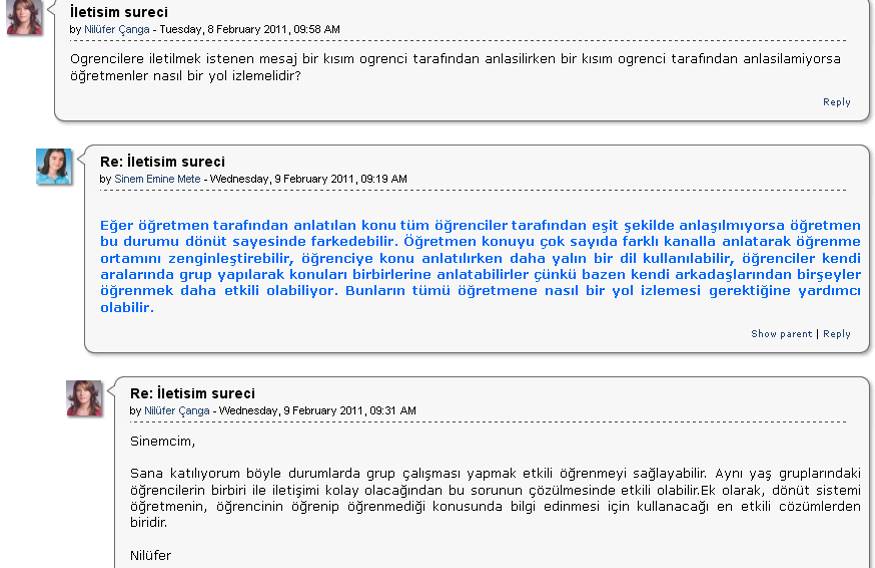 İletisim sureci
by Nilüfer Çanga - Tuesday, 8 February 2011, 09:58 AM
Ogrencilere iletilmek istenen mesaj bir kısım ogrenci tarafından anlasilirken bir kısım ogrenci tarafından anlasilamiyorsa
öğretmenler nasıl bir yol izlemelidir?
Reply
Re: İletisim sureci
by Sinem Emine Mete - Wednesday, 9 February 2011, 09:19 AM
Eğer öğretmen tarafından anlatılan konu tüm öğrenciler tarafından eşit şekilde anlaşılmıyorsa öğretmen
bu durumu dönüt sayesinde farkedebilir. Öğretmen konuyu çok sayıda farklı kanalla anlatarak öğrenme
ortamını zenginleştirebilir, öğrenciye konu anlatılırken daha yalın bir dil kullanılabilir, öğrenciler kendi
aralarında grup yapılarak konuları birbirlerine anlatabilirler çünkü bazen kendi arkadaşlarından birşeyler
öğrenmek daha etkili olabiliyor. Bunların tümü öğretmene nasıl bir yol izlemesi gerektiğine yardımcı
olabilir.
Show parent | Reply
Re: İletisim sureci
by Nilüfer Çanga - Wednesday, 9 February 2011, 09:31 AM
Sinemcim,
Sana katılıyorum böyle durumlarda grup çalışması yapmak etkili öğrenmeyi sağlayabilir. Aynı yaş gruplarındaki
öğrencilerin birbiri ile iletişimi kolay olacağından bu sorunun çözülmesinde etkili olabilir.Ek olarak, dönüt sistemi
öğretmenin, öğrencinin öğrenip öğrenmediği konusunda bilgi edinmesi için kullanacağı en etkili cözümlerden
biridir.
Nilüfer